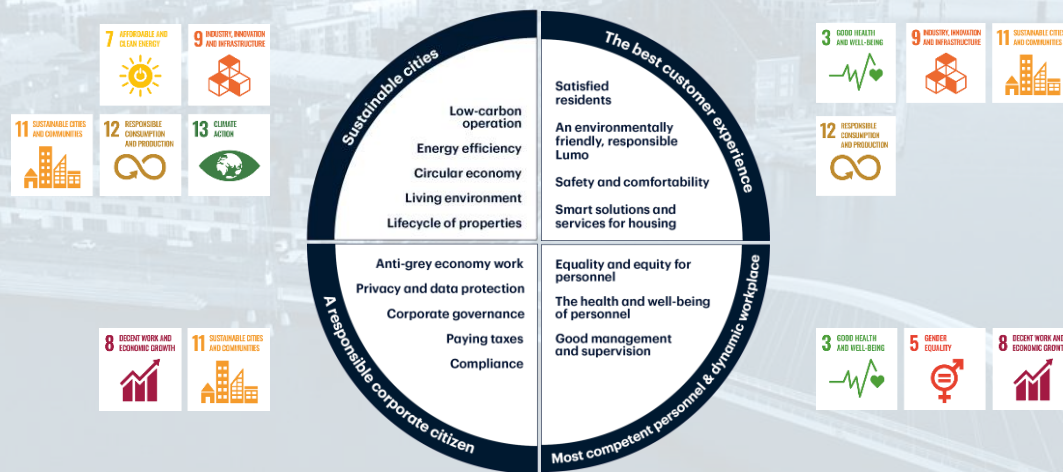 7 AFFORDABLE AND
CLEAN ENERGY
9 INDUSTRY, INNOVATION
AND INFRASTRUCTURE
11 SUSTAINABLE CITIES
AND COMMUNITIES
12 RESPONSIBLE
CONSUMPTION
AND PRODUCTION
13 CLIMATE
ACTION
Sustainable cities
Low-carbon
operation
Energy efficiency
Circular economy
Living environment
Lifecycle of properties
The best customer experience
Satisfied
residents
An environmentally
friendly, responsible
Lumo
Safety and comfortability
Smart solutions and
services for housing
3 GOOD HEALTH
AND WELL-BEING
9 INDUSTRY, INNOVATION
AND INFRASTRUCTURE
11 SUSTAINABLE CITIES
AND COMMUNITIES
12 RESPONSIBLE
CONSUMPTION
AND PRODUCTION
8 DECENT WORK AND
ECONOMIC GROWTH
11 SUSTAINABLE CITIES
AND COMMUNITIES
A responsible corporate citizen
Anti-grey economy work
Privacy and data protection
Corporate governance
Paying taxes
Compliance
Most competent personnel & dynamic workplace
Equality and equity for
personnel
The health and well-being
of personnel
Good management
and supervision
3 GOOD HEALTH
AND WELL-BEING
5 GENDER
EQUALITY
8 DECENT WORK AND
ECONOMIC GROWTH